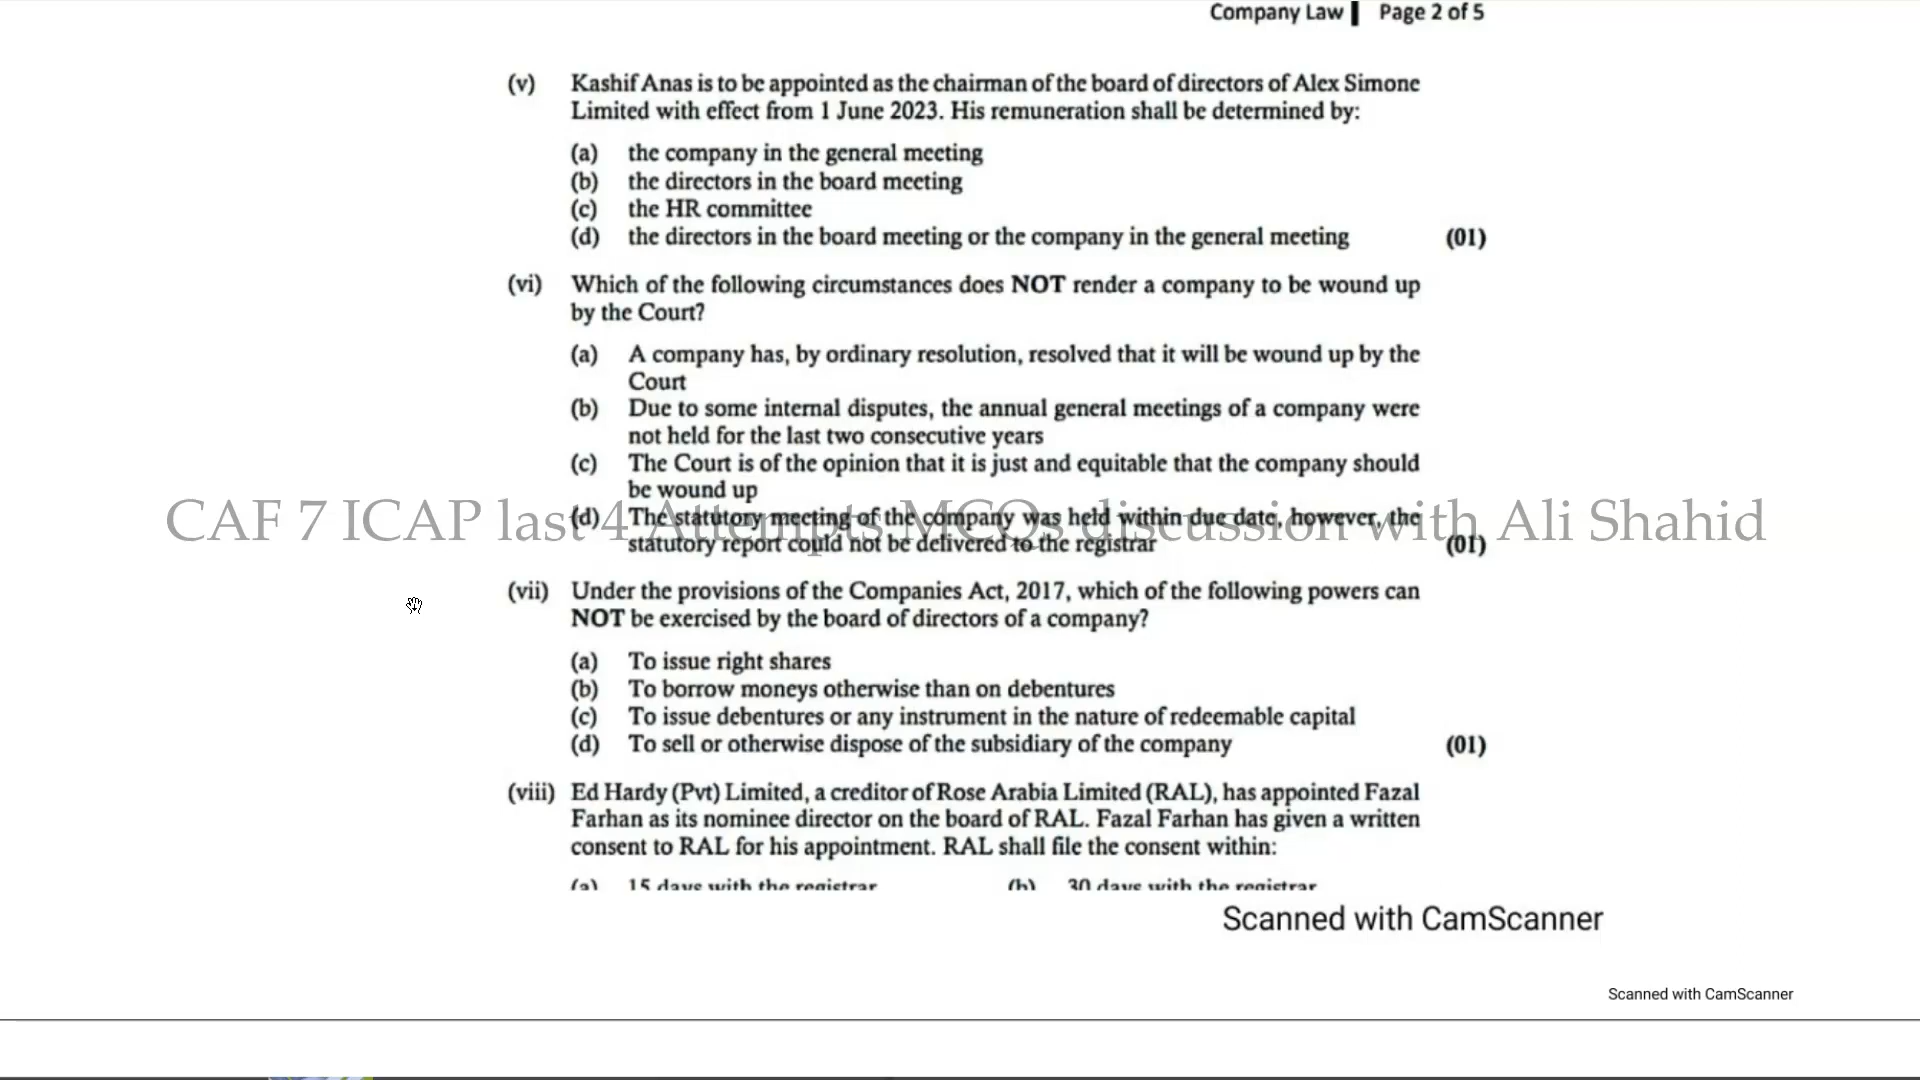 Company Law | Page 2 of 5
(v) Kashif Anas is to be appointed as the chairman of the board of directors of Alex Simone
Limited with effect from 1 June 2023. His remuneration shall be determined by:
(a) the company in the general meeting
(b) the directors in the board meeting
(c) the HR committee
(d) the directors in the board meeting or the company in the general meeting (01)
(vi) Which of the following circumstances does NOT render a company to be wound up
by the Court?
(a) A company has, by ordinary resolution, resolved that it will be wound up by the
Court
(b) Due to some internal disputes, the annual general meetings of a company were
not held for the last two consecutive years
(c) The Court is of the opinion that it is just and equitable that the company should
be wound up
CAF 7 ICAP last 4 Attempts MCQs discussion with Ali Shahid
(d) The statutory meeting of the company was held within due date, however, the
statutory report could not be delivered to the registrar (01)
(vii) Under the provisions of the Companies Act, 2017, which of the following powers can
NOT be exercised by the board of directors of a company?
(a) To issue right shares
(b) To borrow moneys otherwise than on debentures
(c) To issue debentures or any instrument in the nature of redeemable capital
(d) To sell or otherwise dispose of the subsidiary of the company (01)
(viii) Ed Hardy (Pvt) Limited, a creditor of Rose Arabia Limited (RAL), has appointed Fazal
Farhan as its nominee director on the board of RAL. Fazal Farhan has given a written
consent to RAL for his appointment. RAL shall file the consent within:
(a) 15 days with the registrar (b) 30 days with the registrar
Scanned with CamScanner
Scanned with CamScanner